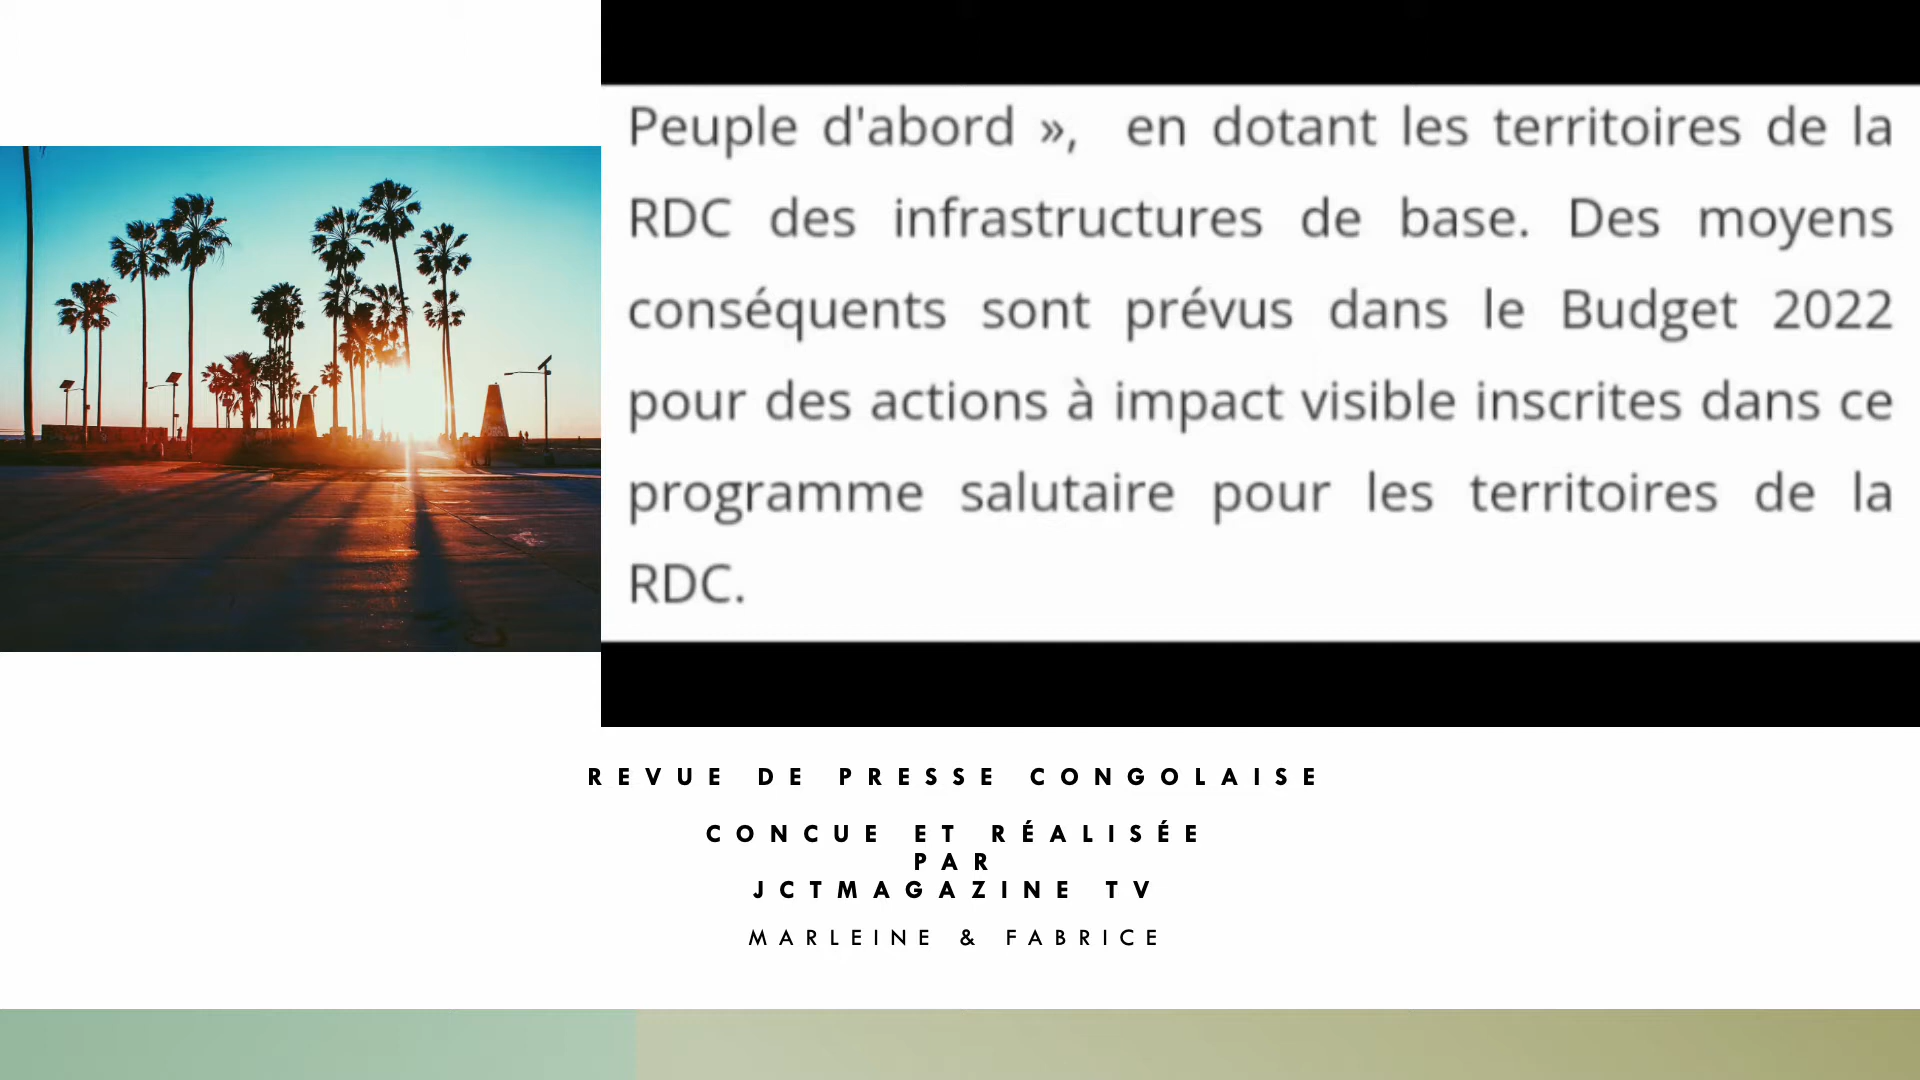 Peuple d'abord », en dotant les territoires de la
RDC des infrastructures de base. Des moyens
conséquents sont prévus dans le Budget 2022
pour des actions à impact visible inscrites dans ce
programme salutaire pour les territoires de la
RDC.
REVUE DE PRESSE CONGOLAISE
CONCUE ET RÉALISÉE
PAR
JCTMAGAZINE TV
MARLEINE & FABRICE